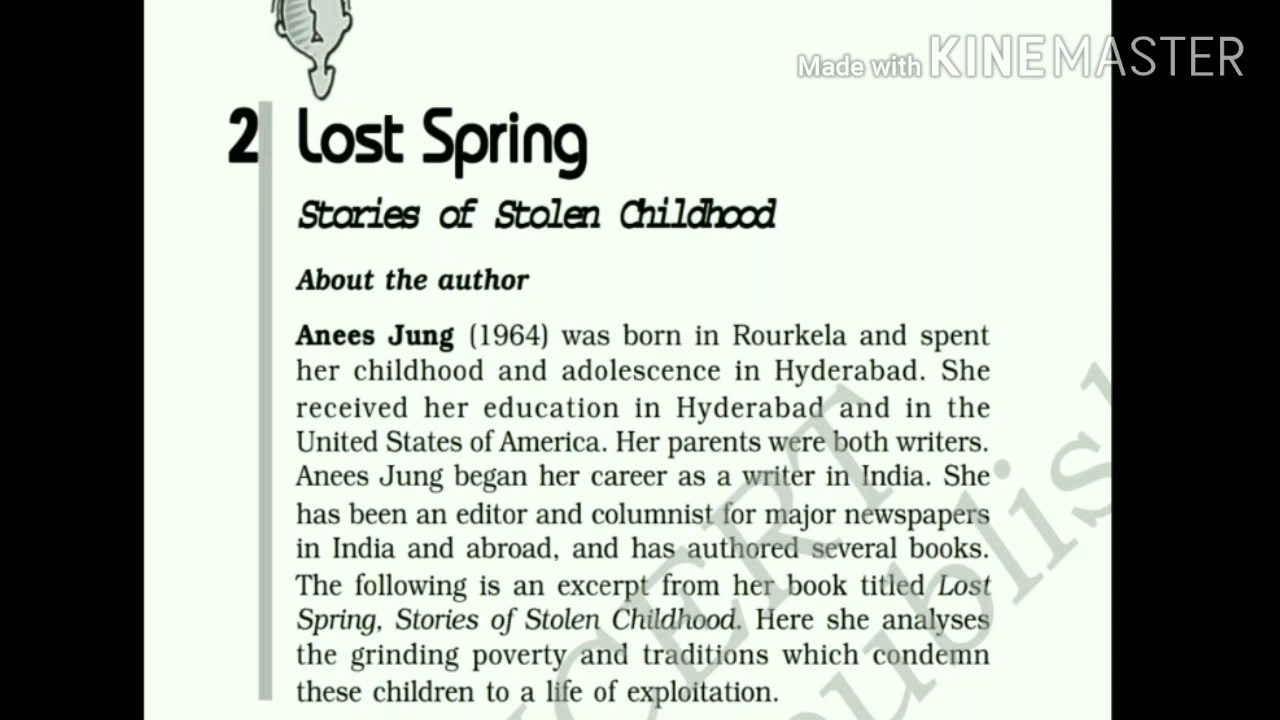 Made with KINEMASTER
2 Lost Spring
Stories of Stolen Childhood
About the author
Anees Jung (1964) was born in Rourkela and spent
her childhood and adolescence in Hyderabad. She
received her education in Hyderabad and in the
United States of America. Her parents were both writers.
Anees Jung began her career as a writer in India. She
has been an editor and columnist for major newspapers
in India and abroad, and has authored several books.
The following is an excerpt from her book titled Lost
Spring, Stories of Stolen Childhood. Here she analyses
the grinding poverty and traditions which condemn
these children to a life of exploitation.